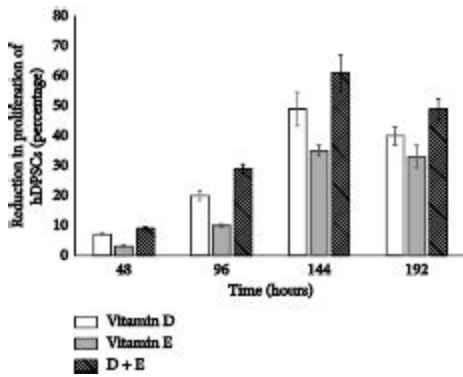 Reduction in proliferation of
hDPSCs (percentage)
80
70
60
50
40
30
20
10
0
48
96
144
192
Time (hours)
Vitamin D
Vitamin E
D + E